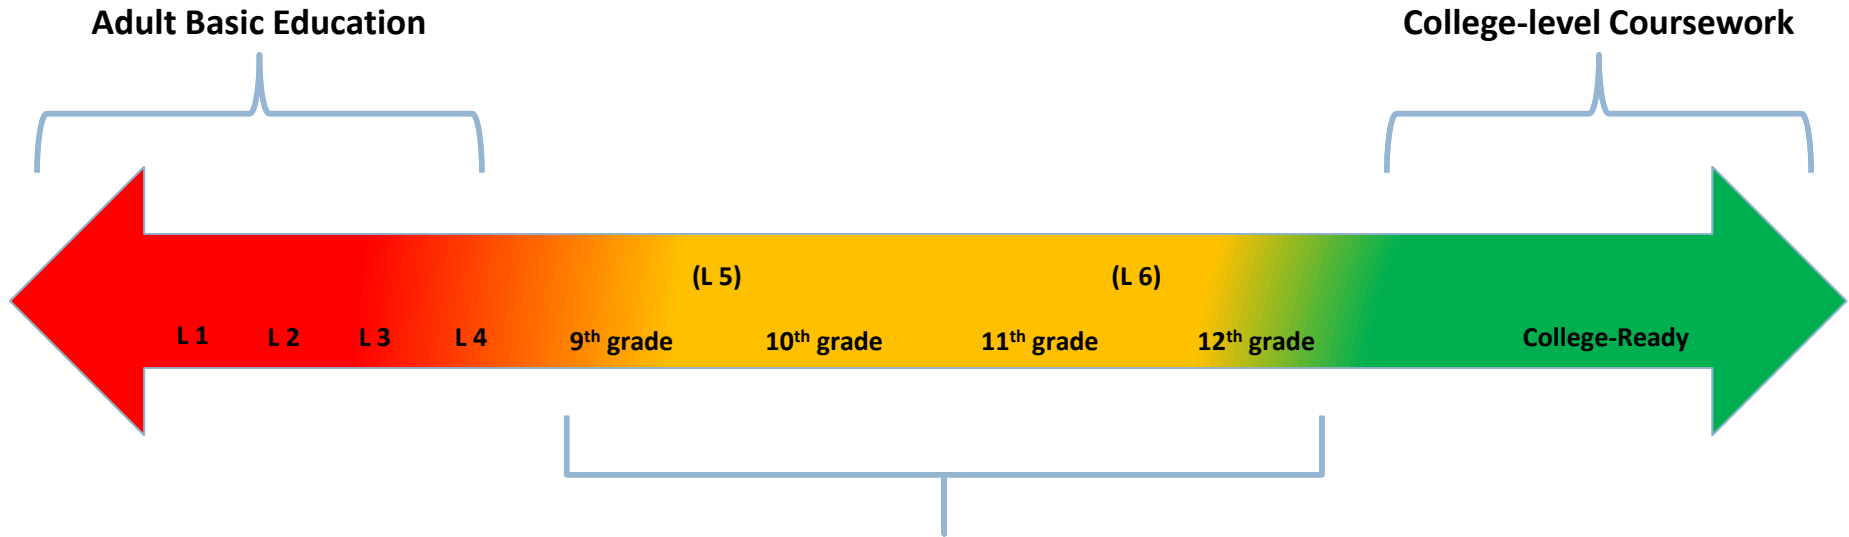 Adult Basic Education
College-level Coursework
(L 5)
(L 6)
L 1
L 2
L 3
L 4
9th grade
10th grade
11th grade
12th grade
College-Ready